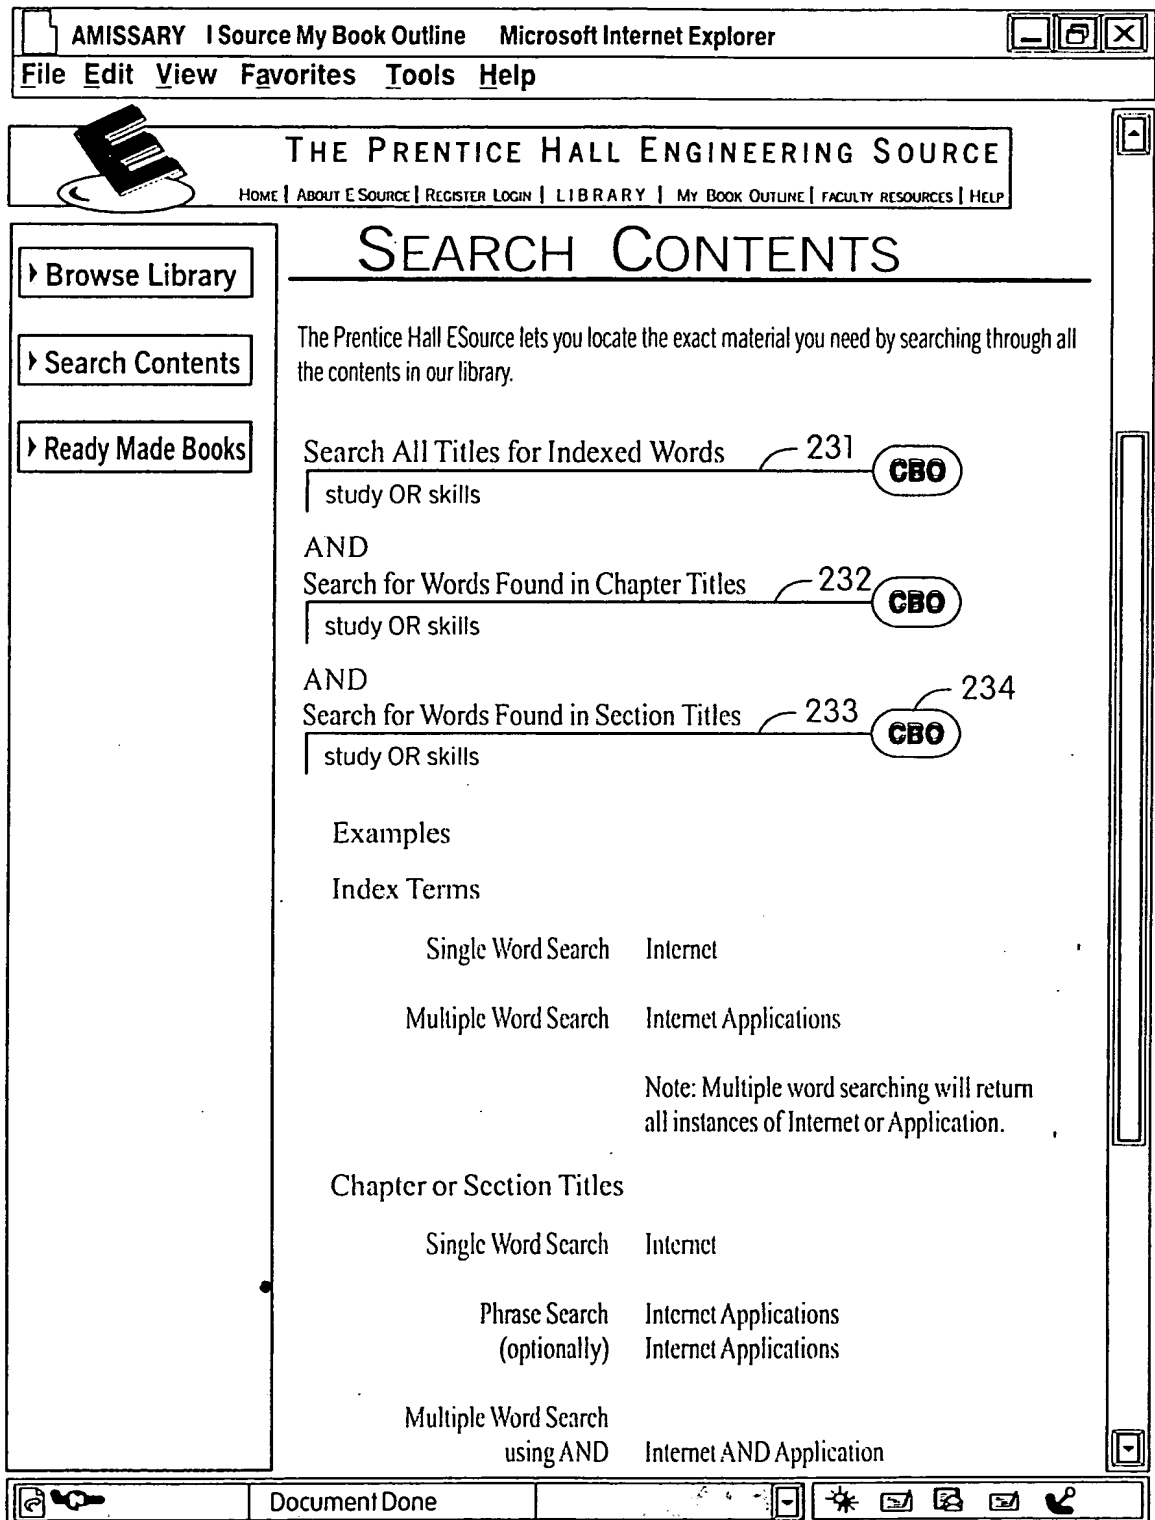 AMISSARY I Source My Book Outline Microsoft Internet Explorer
File Edit View Favorites Tools Help
THE PRENTICE HALL ENGINEERING SOURCE
HOME | ABOUT E SOURCE | REGISTER LOGIN | LIBRARY | MY BOOK OUTLINE | FACULTY RESOURCES | HELP
SEARCH CONTENTS
Browse Library
Search Contents
Ready Made Books
The Prentice Hall ESource lets you locate the exact material you need by searching through all
the contents in our library.
Search All Titles for Indexed Words 231 CBO
study OR skills
AND
Search for Words Found in Chapter Titles 232 CBO
study OR skills
AND
234
Search for Words Found in Section Titles 233 CBO
study OR skills
Examples
Index Terms
Single Word Search Internet
Multiple Word Search Internet Applications
Note: Multiple word searching will return
all instances of Internet or Application.
Chapter or Section Titles
Single Word Search Internet
Phrase Search Internet Applications
(optionally) Internet Applications
Multiple Word Search
using AND Internet AND Application
Document Done